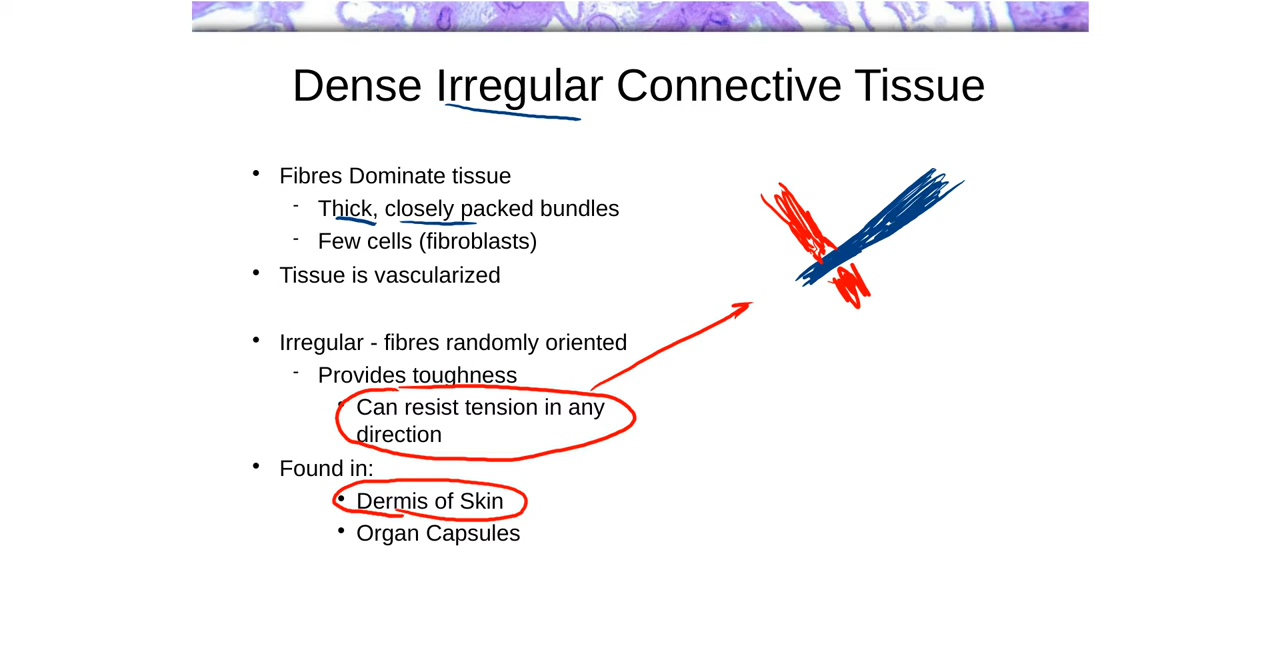 Dense Irregular Connective Tissue
• Fibres Dominate tissue
- Thick, closely packed bundles
- Few cells (fibroblasts)
• Tissue is vascularized
• Irregular - fibres randomly oriented
- Provides toughness
• Can resist tension in any
direction
• Found in:
• Dermis of Skin
• Organ Capsules